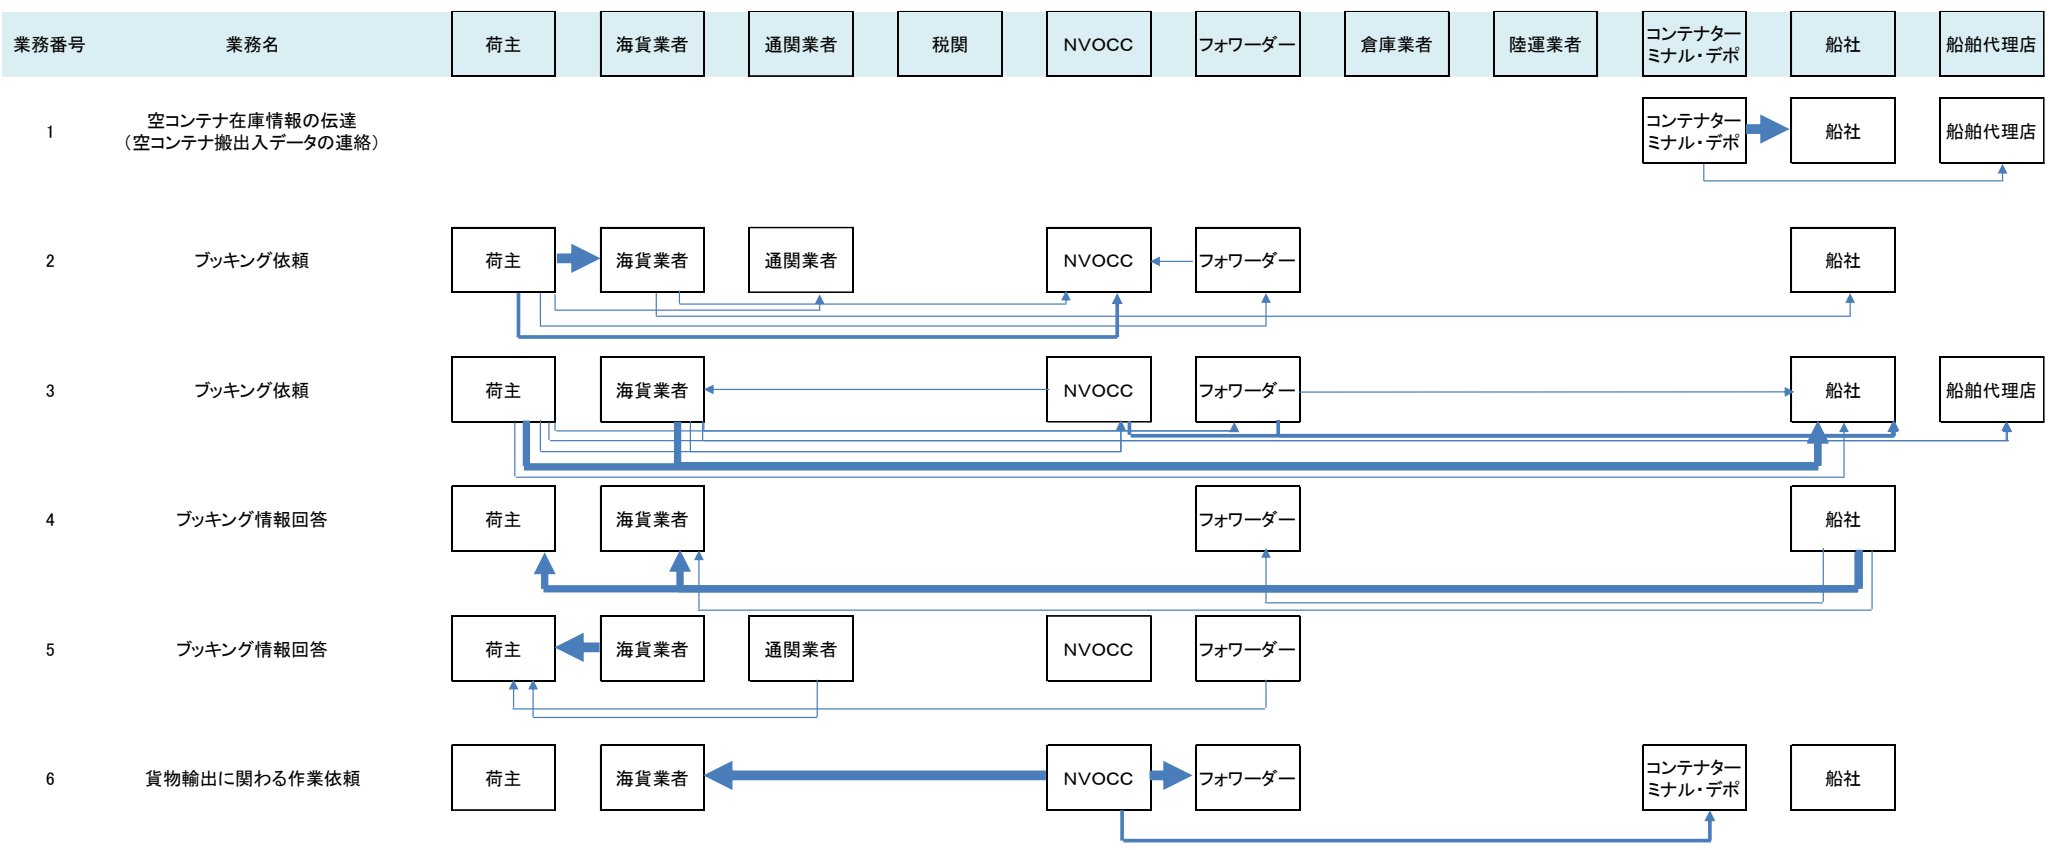 業務番号 業務名 荷主 海貨業者 通関業者 税関 NVOCC フォワーダー 倉庫業者 陸運業者 コンテナター
ミナル・デポ 船社 船舶代理店
1 空コンテナ在庫情報の伝達
（空コンテナ搬出入データの連絡） コンテナター
ミナル・デポ 船社 船舶代理店
2 ブッキング依頼 荷主 海貨業者 通関業者 NVOCC フォワーダー 船社
3 ブッキング依頼 荷主 海貨業者 NVOCC フォワーダー 船社 船舶代理店
4 ブッキング情報回答 荷主 海貨業者 フォワーダー 船社
5 ブッキング情報回答 荷主 海貨業者 通関業者 NVOCC フォワーダー
6 貨物輸出に関わる作業依頼 荷主 海貨業者 NVOCC フォワーダー コンテナター
ミナル・デポ 船社